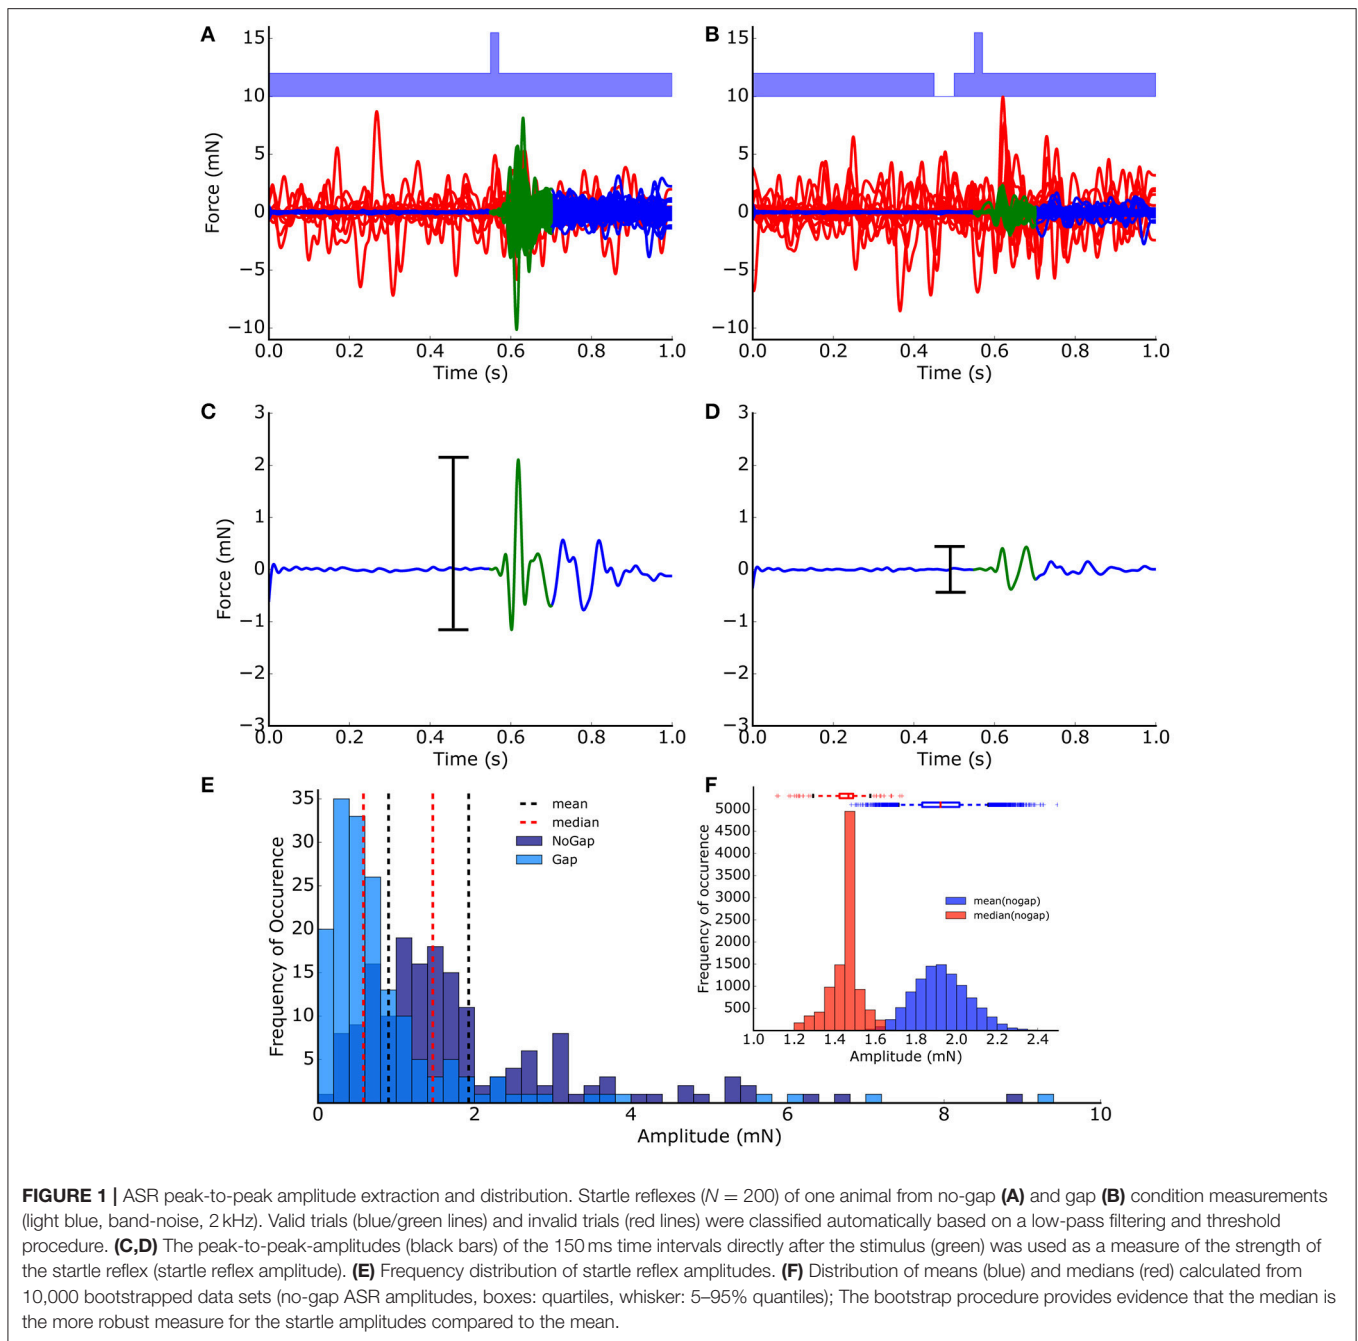 A
15
10
5
0
−5
−10
Force (mN)
0.0 0.2 0.4 0.6 0.8 1.0
Time (s)
B
15
10
5
0
−5
−10
0.0 0.2 0.4 0.6 0.8 1.0
Time (s)
C
3
2
1
0
−1
−2
−3
Force (mN)
0.0 0.2 0.4 0.6 0.8 1.0
Time (s)
D
3
2
1
0
−1
−2
−3
0.0 0.2 0.4 0.6 0.8 1.0
Time (s)
E
35
30
25
20
15
10
5
Frequency of Occurence
mean
median
NoGap
Gap
0 2 4 6 8 10
Amplitude (mN)
F
5000
4500
4000
3500
3000
2500
2000
1500
1000
500
Frequency of occurence
mean(nogap)
median(nogap)
1.0 1.2 1.4 1.6 1.8 2.0 2.2 2.4
Amplitude (mN)
FIGURE 1 | ASR peak-to-peak amplitude extraction and distribution. Startle reflexes (N = 200) of one animal from no-gap (A) and gap (B) condition measurements
(light blue, band-noise, 2 kHz). Valid trials (blue/green lines) and invalid trials (red lines) were classified automatically based on a low-pass filtering and threshold
procedure. (C,D) The peak-to-peak-amplitudes (black bars) of the 150 ms time intervals directly after the stimulus (green) was used as a measure of the strength of
the startle reflex (startle reflex amplitude). (E) Frequency distribution of startle reflex amplitudes. (F) Distribution of means (blue) and medians (red) calculated from
10,000 bootstrapped data sets (no-gap ASR amplitudes, boxes: quartiles, whisker: 5–95% quantiles); The bootstrap procedure provides evidence that the median is
the more robust measure for the startle amplitudes compared to the mean.